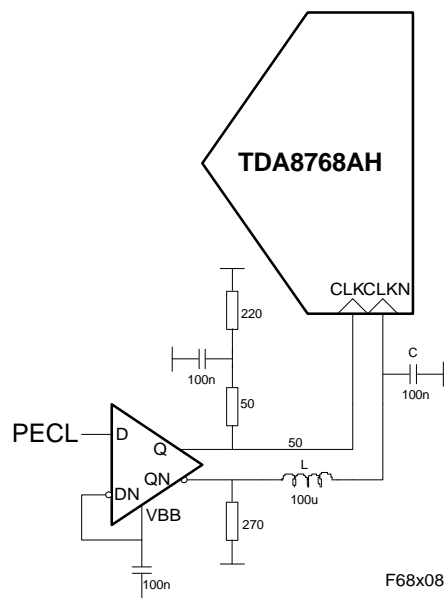 TDA8768AH
CLK CLKN
220
C
100n
100n
50
PECL
D
Q
50
L
QN
DN
100u
VBB
270
100n
F68x08